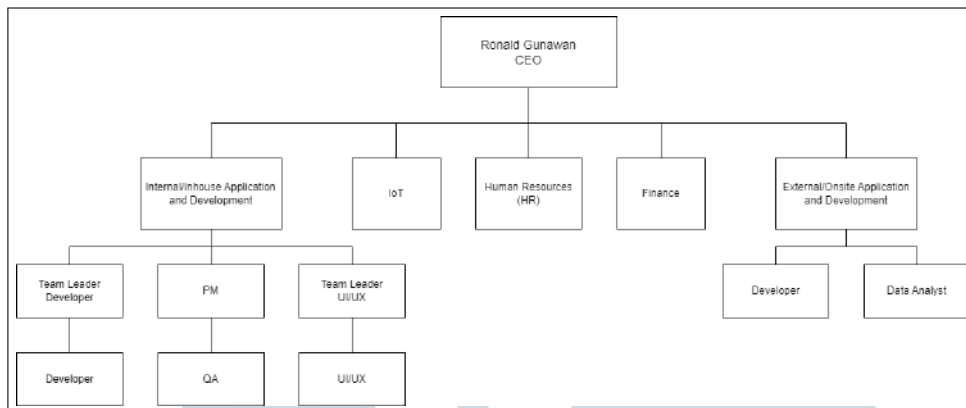 Ronald Gunawan
CEO
Internal/Inhouse Application
and Development
IoT
Human Resources
(HR)
Finance
External/Onsite Application
and Development
Team Leader
Developer
PM
Team Leader
UI/UX
Developer
Data Analyst
Developer
QA
UI/UX